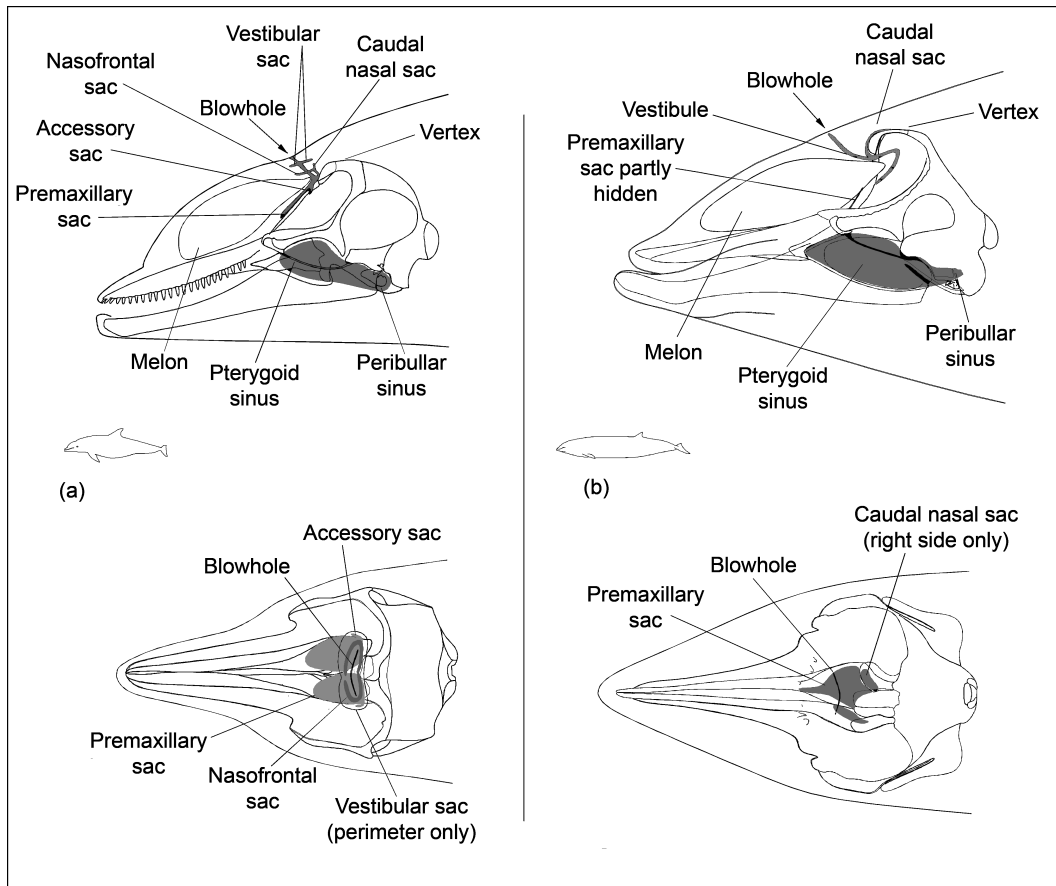 Vestibular
sac
Caudal
nasal sac
Nasofrontal
sac
Blowhole
Accessory
sac
Vertex
Premaxillary
sac
Melon
Pterygoid
sinus
Peribullar
sinus
(a)
Accessory sac
Blowhole
Premaxillary
sac
Nasofrontal
sac
Vestibular sac
(perimeter only)
Caudal
nasal sac
Blowhole
Vestibule
Vertex
Premaxillary
sac partly
hidden
Melon
Pterygoid
sinus
Peribullar
sinus
(b)
Caudal nasal sac
(right side only)
Blowhole
Premaxillary
sac